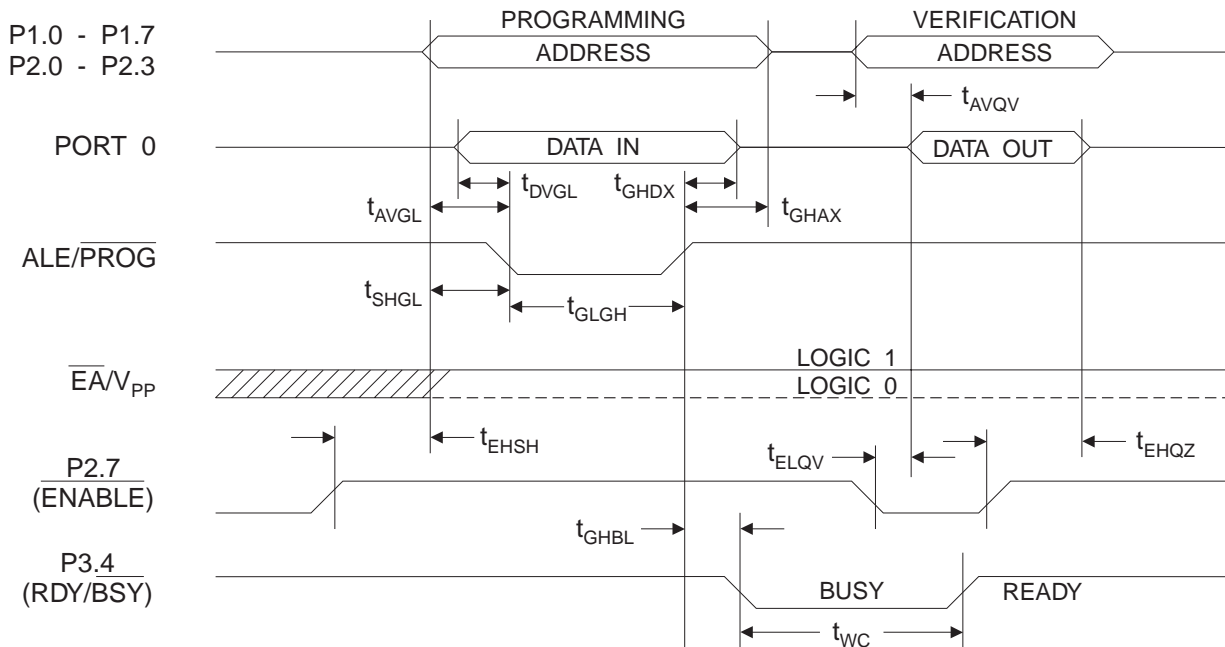 PROGRAMMING VERIFICATION
P1.0 - P1.7
P2.0 - P2.3
ADDRESS ADDRESS
tAVQV
PORT 0 DATA IN DATA OUT
tDVGL tGHDX
tAVGL tGHAX
ALE/PROG
tSHGL tGLGH
LOGIC 1
EA/VPP
LOGIC 0
tEHSH tELQV tEHQZ
P2.7
(ENABLE)
tGHBL
P3.4
(RDY/BSY) BUSY READY
tWC